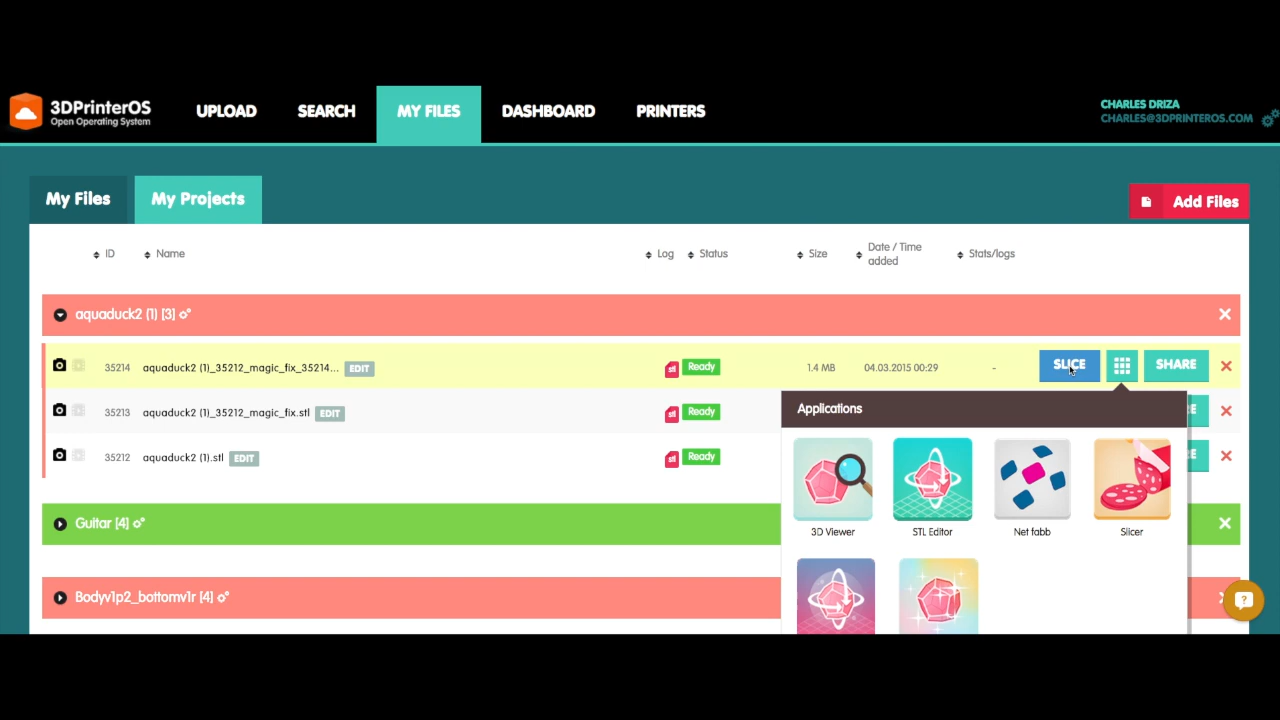 3DPrinterOS
Open Operating System
UPLOAD SEARCH MY FILES DASHBOARD PRINTERS
CHARLES DRIZA
CHARLES@3DPRINTEROS.COM
My Files My Projects
Add Files
ID Name Log Status Size Date / Time added Stats/logs
aquaduck2 (1) [3]
35214 aquaduck2 (1)_35212_magic_fix_35214... EDIT stl Ready 1.4 MB 04.03.2015 00:29 - SLICE SHARE
35213 aquaduck2 (1)_35212_magic_fix.stl EDIT stl Ready E
35212 aquaduck2 (1).stl EDIT stl Ready E
Applications
3D Viewer STL Editor Net fabb Slicer
Guitar [4]
Bodyv1p2_bottomv1r [4]